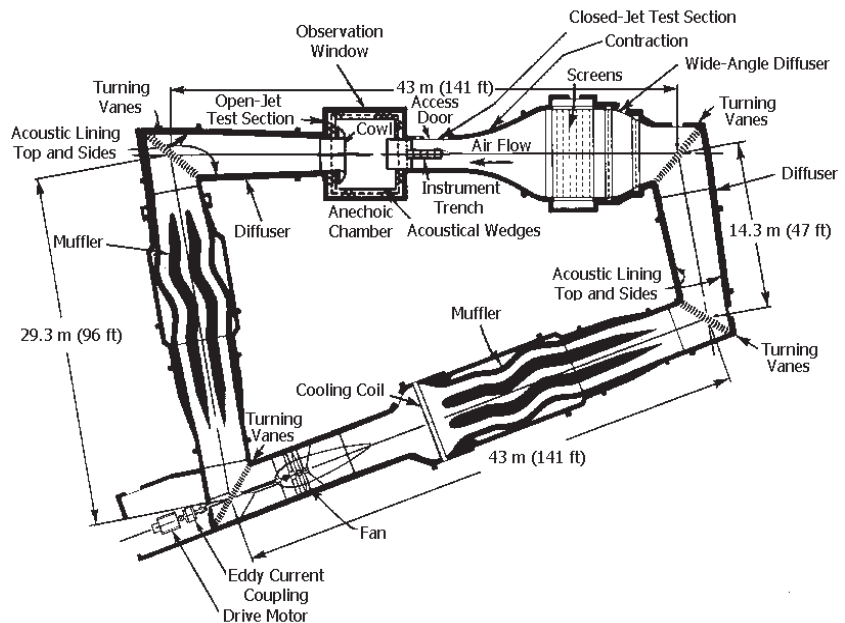 Closed-Jet Test Section
Observation
Window
Contraction
Wide-Angle Diffuser
Screens
43 m (141 ft)
Turning
Vanes
Open-Jet
Test Section
Access
Door
Turning
Vanes
Acoustic Lining
Top and Sides
Cowl
Air Flow
Instrument
Trench
Diffuser
Diffuser
Anechoic
Chamber
Acoustical Wedges
Muffler
14.3 m (47 ft)
Acoustic Lining
Top and Sides
Muffler
29.3 m (96 ft)
Turning
Vanes
Cooling Coil
Turning
Vanes
43 m (141 ft)
Fan
Eddy Current
Coupling
Drive Motor